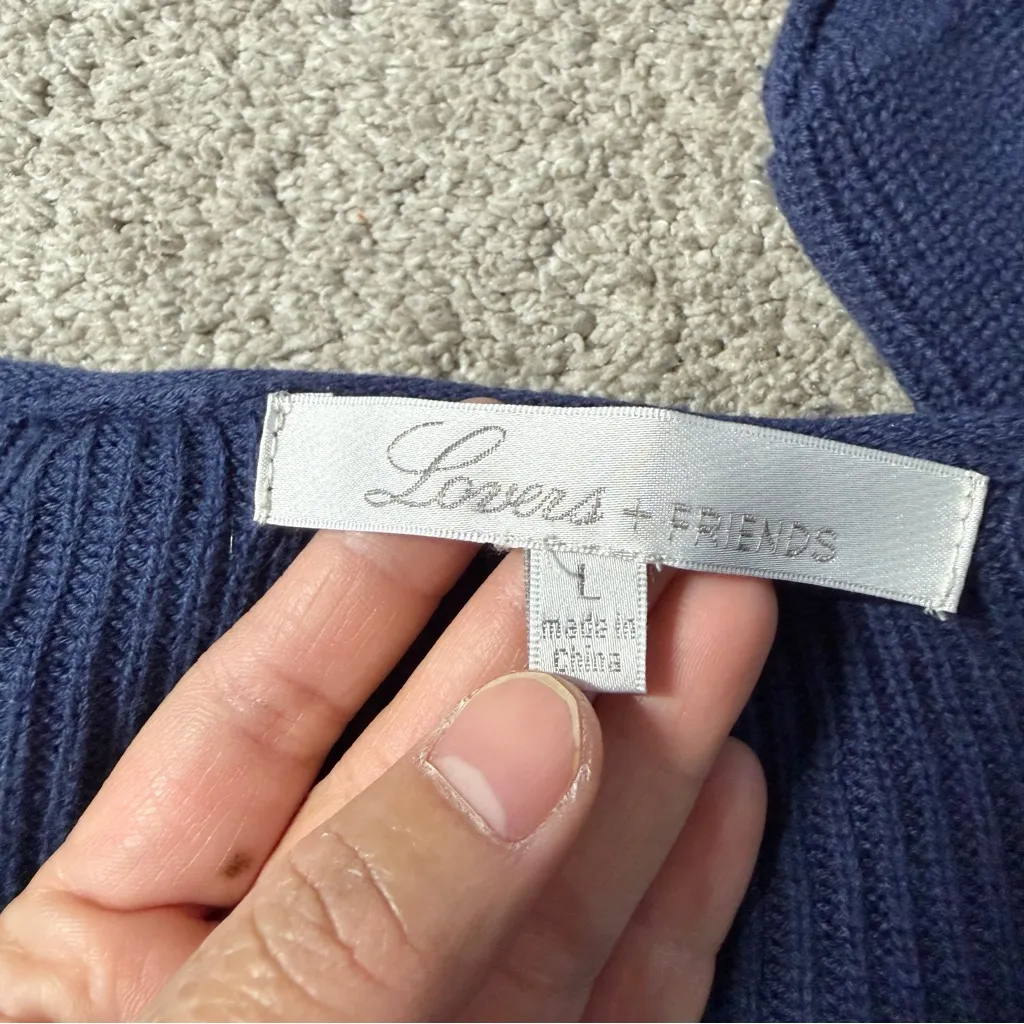 Lovers + FRIENDS
L
made in
China